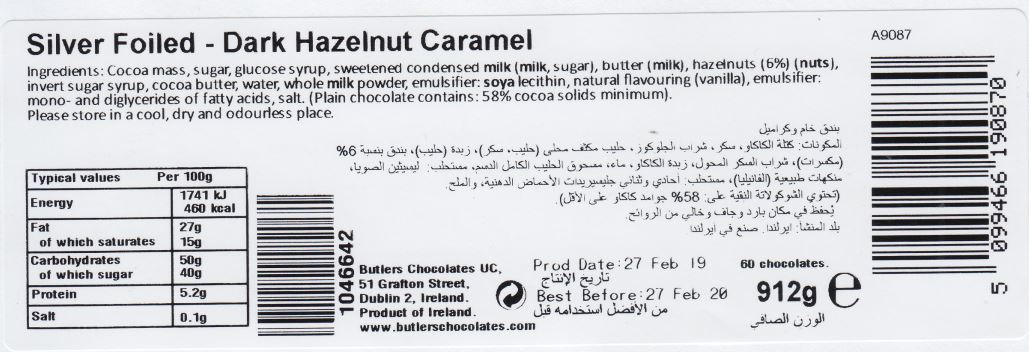 Silver Foiled - Dark Hazelnut Caramel
A9087
Ingredients: Cocoa mass, sugar, glucose syrup, sweetened condensed milk (milk, sugar), butter (milk), hazelnuts (6%) (nuts),
invert sugar syrup, cocoa butter, water, whole milk powder, emulsifier: soya lecithin, natural flavouring (vanilla), emulsifier:
mono- and diglycerides of fatty acids, salt. (Plain chocolate contains: 58% cocoa solids minimum).
Please store in a cool, dry and odourless place.
بندق خام وكراميل
المكونات: كتلة الكاكاو، سكر، شراب الجلوكوز، حليب مكثف محلى (حليب، سكر)، زبدة (حليب)، بندق بنسبة 6%
(مكسرات)، شراب السكر المحول، زبدة الكاكاو، ماء، مسحوق الحليب الكامل الدسم، مستحلب: ليسيثين الصويا،
منكهات طبيعية (الفانيليا)، مستحلب: أحادي وثنائي جليسيريدات الأحماض الدهنية، والملح.
(تحتوي الشوكولاتة النقية على: 58% جوامد كاكاو على الأقل).
يُحفظ في مكان بارد وجاف وخالي من الروائح.
بلد المنشأ: ايرلندا. صنع في ايرلندا
Typical values Per 100g
Energy 1741 kJ
460 kcal
Fat 27g
of which saturates 15g
Carbohydrates 50g
of which sugar 40g
Protein 5.2g
Salt 0.1g
1046642
Butlers Chocolates UC,
51 Grafton Street,
Dublin 2, Ireland.
Product of Ireland.
www.butlerschocolates.com
Prod Date:27 Feb 19
تاريخ الإنتاج
Best Before:27 Feb 20
من الأفضل استخدامه قبل
60 chocolates.
912g e
الوزن الصافي
5 099466 190870